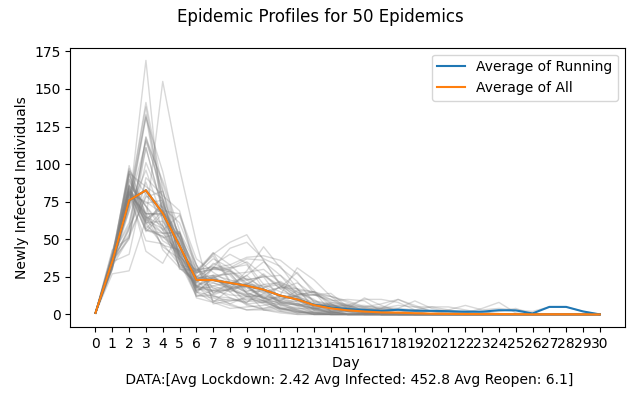 Epidemic Profiles for 50 Epidemics
175
150
125
100
75
50
25
0
Newly Infected Individuals
Average of Running
Average of All
0 1 2 3 4 5 6 7 8 9 10 11 12 13 14 15 16 17 18 19 20 21 22 23 24 25 26 27 28 29 30
Day
DATA:[Avg Lockdown: 2.42 Avg Infected: 452.8 Avg Reopen: 6.1]